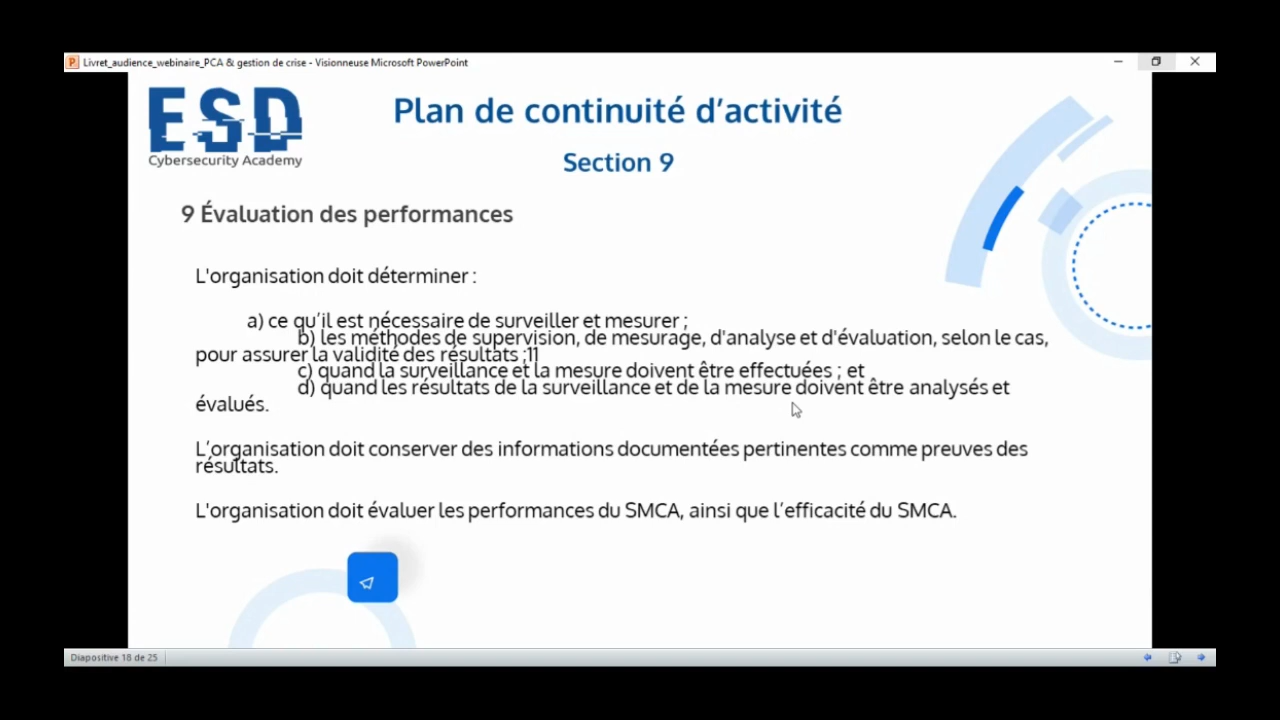 Livret_audience_webinaire_PCA & gestion de crise - Visionneuse Microsoft PowerPoint
ESD
Cybersecurity Academy
Plan de continuité d’activité
Section 9
9 Évaluation des performances
L'organisation doit déterminer :
a) ce qu’il est nécessaire de surveiller et mesurer ;
b) les méthodes de supervision, de mesurage, d'analyse et d'évaluation, selon le cas,
pour assurer la validité des résultats ;11
c) quand la surveillance et la mesure doivent être effectuées ; et
d) quand les résultats de la surveillance et de la mesure doivent être analysés et
évalués.
L’organisation doit conserver des informations documentées pertinentes comme preuves des
résultats.
L'organisation doit évaluer les performances du SMCA, ainsi que l’efficacité du SMCA.
Diapositive 18 de 25